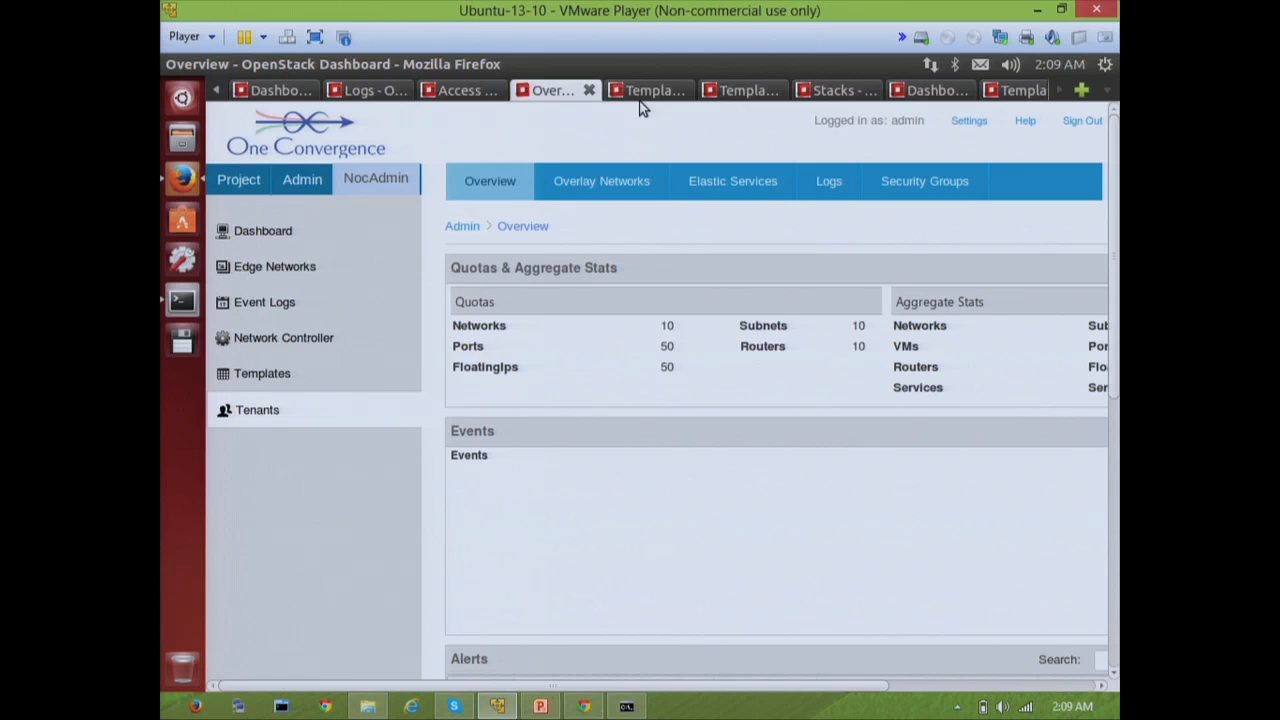 Ubuntu-13-10 - VMware Player (Non-commercial use only)
Player
Overview - OpenStack Dashboard - Mozilla Firefox
2:09 AM
Dashbo...
Logs - O...
Access ...
Over...
Templa...
Templa...
Stacks - ...
Dashbo...
Templa
One Convergence
Logged in as: admin
Settings
Help
Sign Out
Project
Admin
NocAdmin
Overview
Overlay Networks
Elastic Services
Logs
Security Groups
Dashboard
Edge Networks
Event Logs
Network Controller
Templates
Tenants
Admin > Overview
Quotas & Aggregate Stats
Quotas
Networks 10 Subnets 10
Ports 50 Routers 10
FloatingIps 50
Aggregate Stats
Networks Sub
VMs Por
Routers Flo
Services Ser
Events
Events
Alerts
Search:
2:09 AM